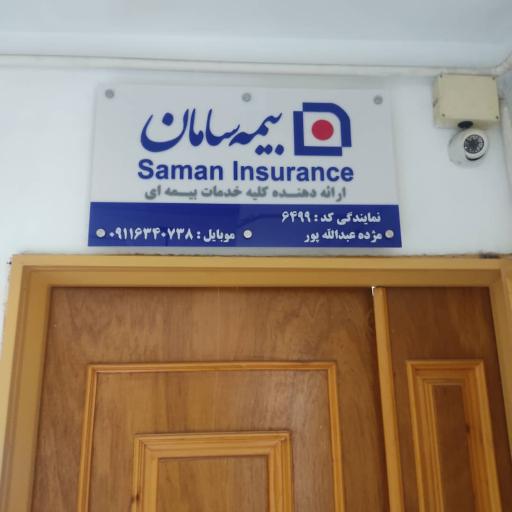 بیمه سامان
Saman Insurance
ارائه دهنده کلیه خدمات بیمه ای
نمایندگی کد : ۶۴۹۹
مژده عبدالله پور
موبایل : ۰۹۱۱۶۳۴۰۷۳۸